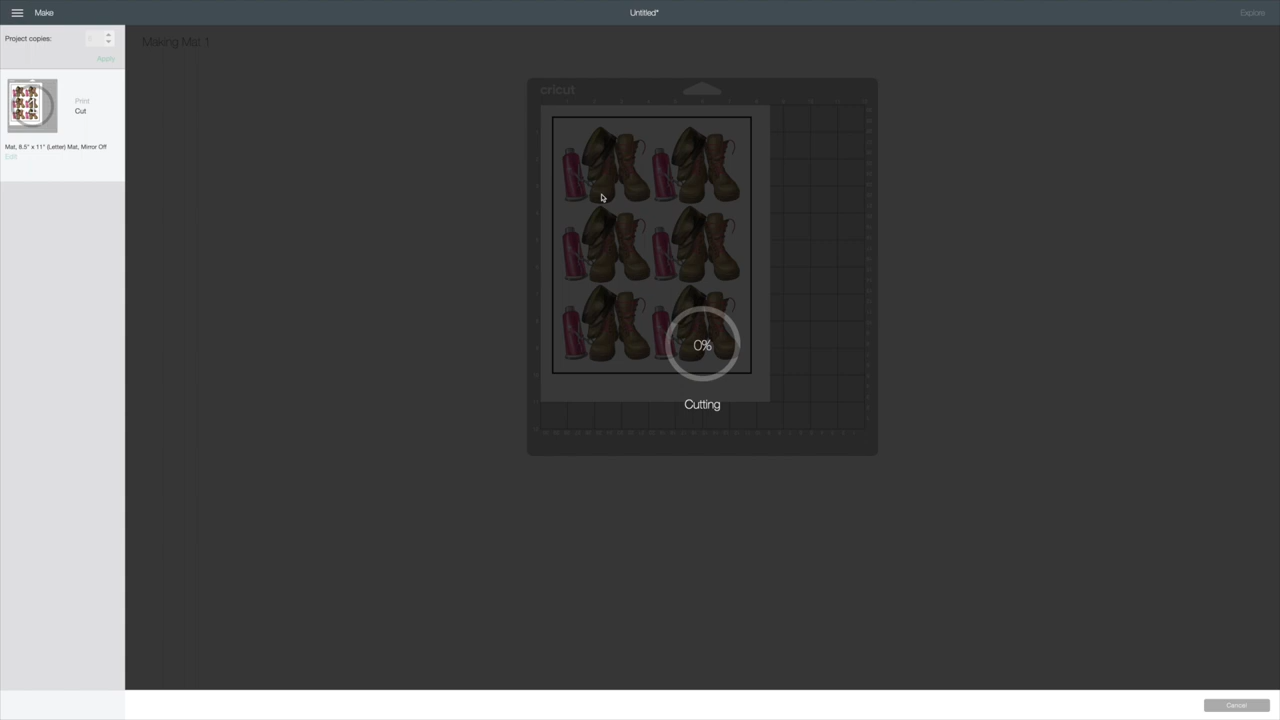 Make
Untitled*
Explore
Project copies:
Apply
Making Mat 1
Print
Cut
Mat, 8.5" x 11" (Letter) Mat, Mirror Off
Edit
cricut
0%
Cutting
Cancel